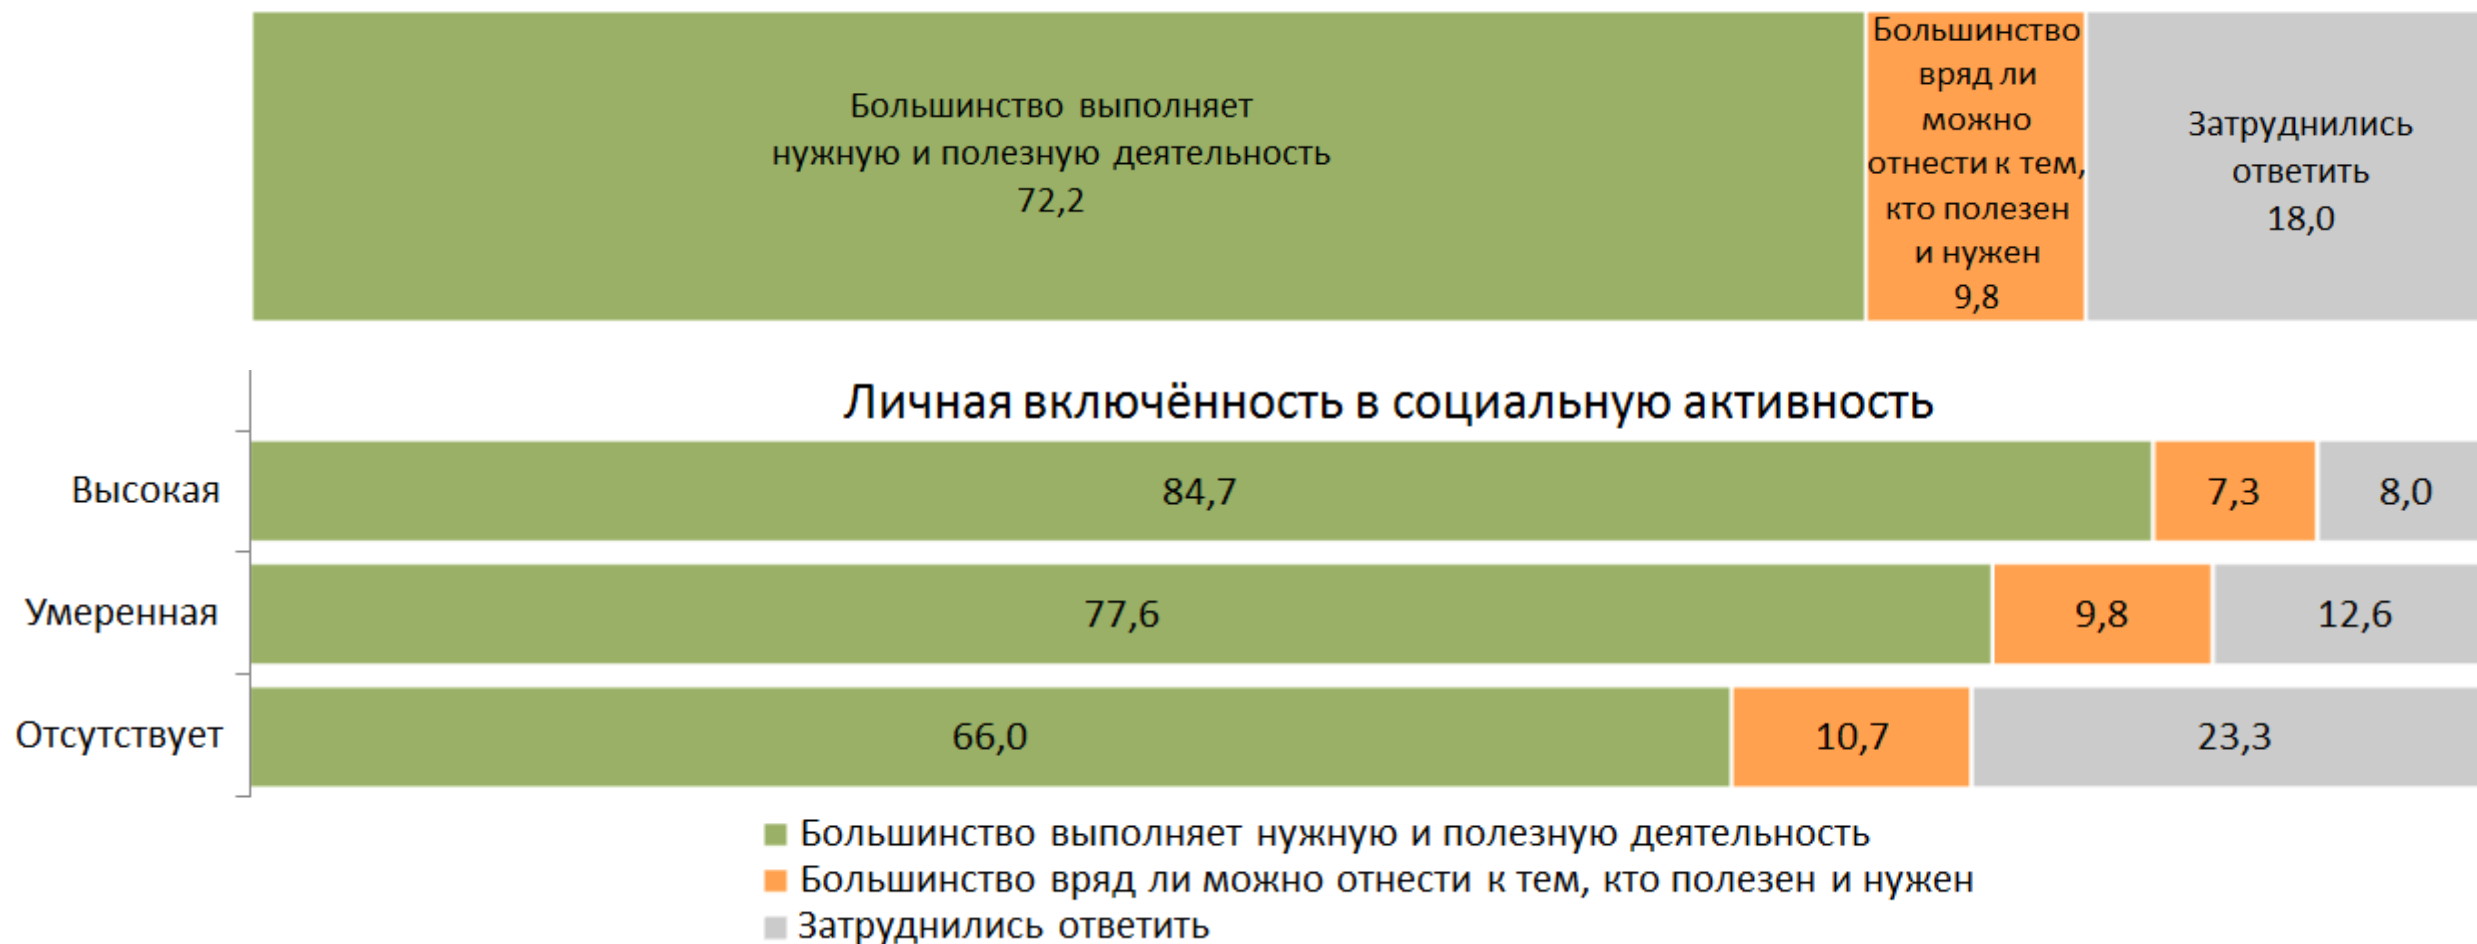 Большинство выполняет
нужную и полезную деятельность
72,2
Большинство
вряд ли
можно
отнести к тем,
кто полезен
и нужен
9,8
Затруднились
ответить
18,0
Личная включённость в социальную активность
Высокая
84,7
7,3
8,0
Умеренная
77,6
9,8
12,6
Отсутствует
66,0
10,7
23,3
Большинство выполняет нужную и полезную деятельность
Большинство вряд ли можно отнести к тем, кто полезен и нужен
Затруднились ответить